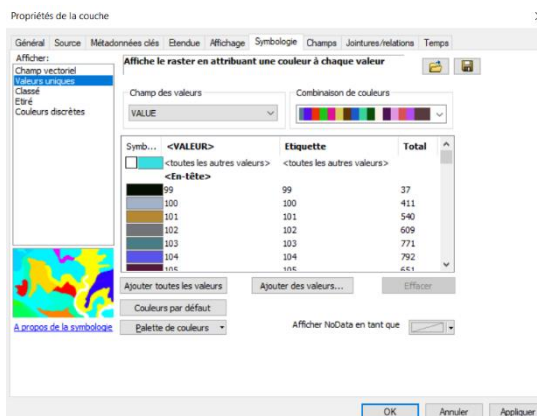 Propriétés de la couche
Général Source Métadonnées clés Etendue Affichage Symbologie Champs Jointures/relations Temps
Afficher:
Champ vectoriel
Valeurs uniques
Classé
Etiré
Couleurs discrètes
A propos de la symbologie
Affiche le raster en attribuant une couleur à chaque valeur
Champ des valeurs
VALUE
Combinaison de couleurs
Symb... <VALEUR> Etiquette Total
<toutes les autres valeurs> <toutes les autres valeurs>
<En-tête>
99 99 37
100 100 411
101 101 540
102 102 609
103 103 771
104 104 792
105 105 651
Ajouter toutes les valeurs Ajouter des valeurs... Effacer
Couleurs par défaut
Palette de couleurs
Afficher NoData en tant que
OK Annuler Appliquer